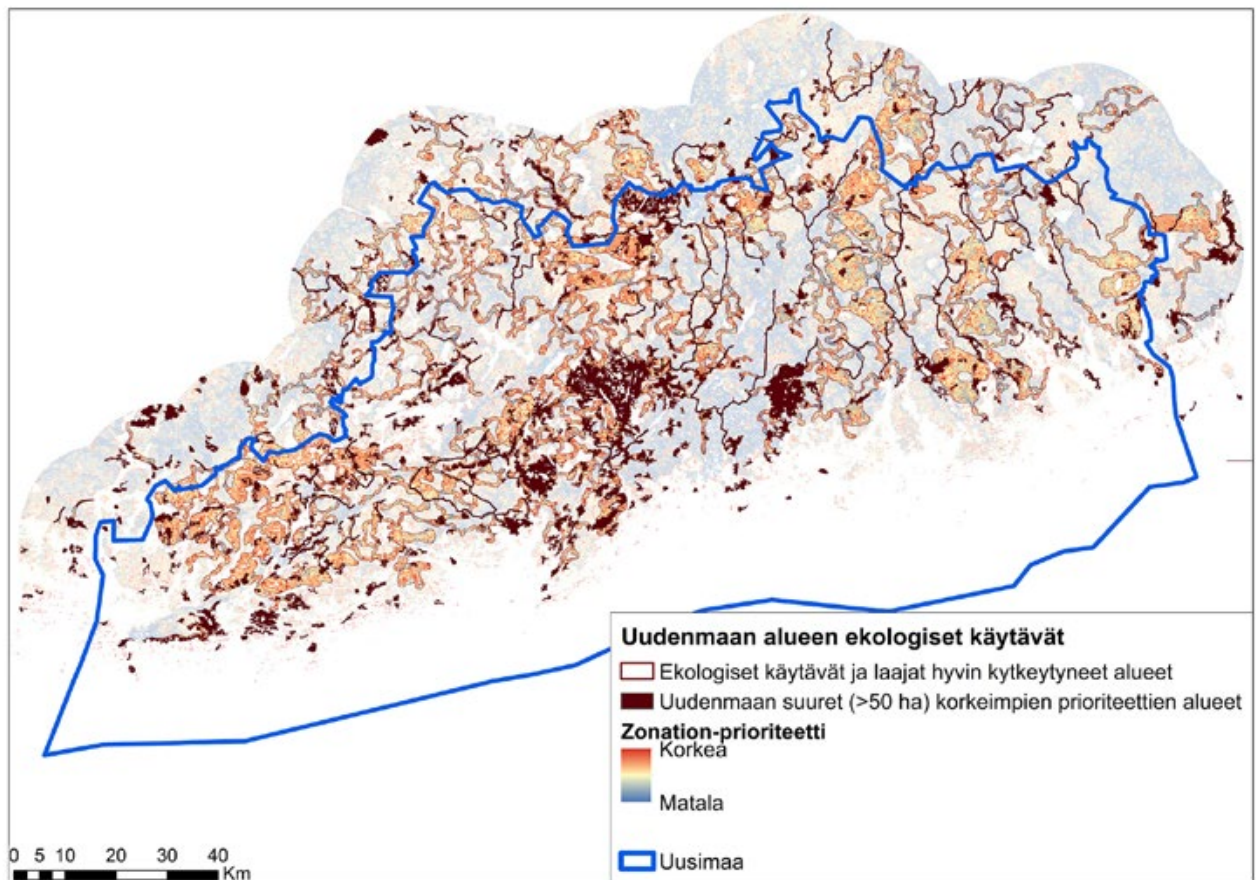 Uudenmaan alueen ekologiset käytävät
Ekologiset käytävät ja laajat hyvin kytkeytyneet alueet
Uudenmaan suuret (>50 ha) korkeimpien prioriteettien alueet
Zonation-prioriteetti
Korkea
Matala
Uusimaa
0 5 10 20 30 40
Km